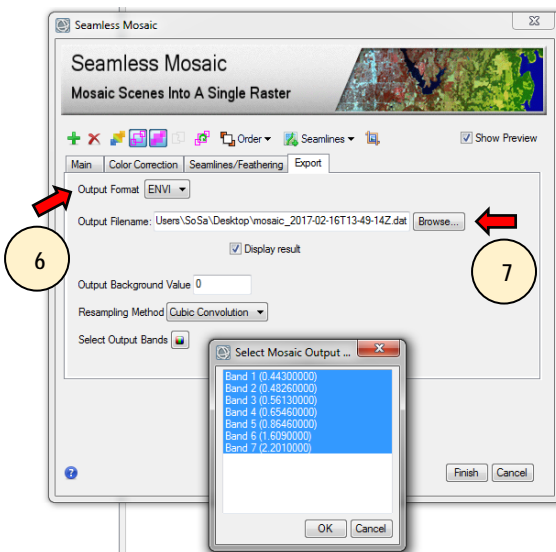 Seamless Mosaic
Seamless Mosaic
Mosaic Scenes Into A Single Raster
Order Seamlines Show Preview
Main Color Correction Seamlines/Feathering Export
Output Format ENVI
Output Filename: Users\SoSa\Desktop\mosaic_2017-02-16T13-49-14Z.dat Browse...
Display result
6
7
Output Background Value 0
Resampling Method Cubic Convolution
Select Output Bands
Select Mosaic Output ...
Band 1 (0.44300000)
Band 2 (0.48260000)
Band 3 (0.56130000)
Band 4 (0.65460000)
Band 5 (0.86460000)
Band 6 (1.6090000)
Band 7 (2.2010000)
Finish Cancel
OK Cancel